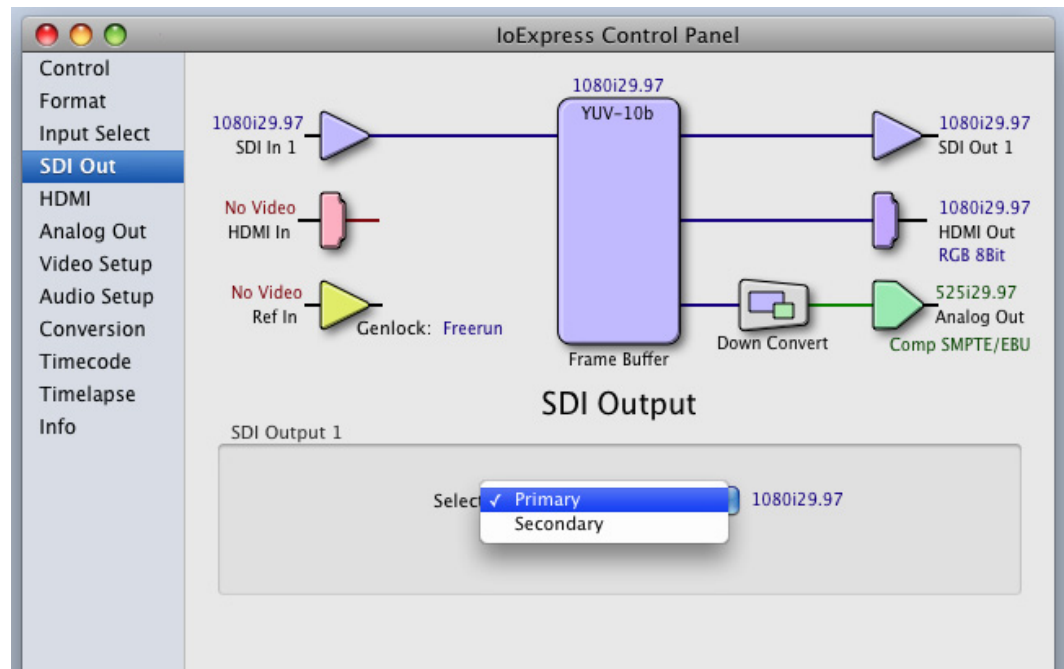 IoExpress Control Panel
Control
Format
Input Select
SDI Out
HDMI
Analog Out
Video Setup
Audio Setup
Conversion
Timecode
Timelapse
Info
1080i29.97
YUV-10b
1080i29.97
SDI In 1
1080i29.97
SDI Out 1
No Video
HDMI In
1080i29.97
HDMI Out
RGB 8Bit
No Video
Ref In
Genlock: Freerun
Frame Buffer
Down Convert
525i29.97
Analog Out
Comp SMPTE/EBU
SDI Output
SDI Output 1
Select
✓ Primary
1080i29.97
Secondary